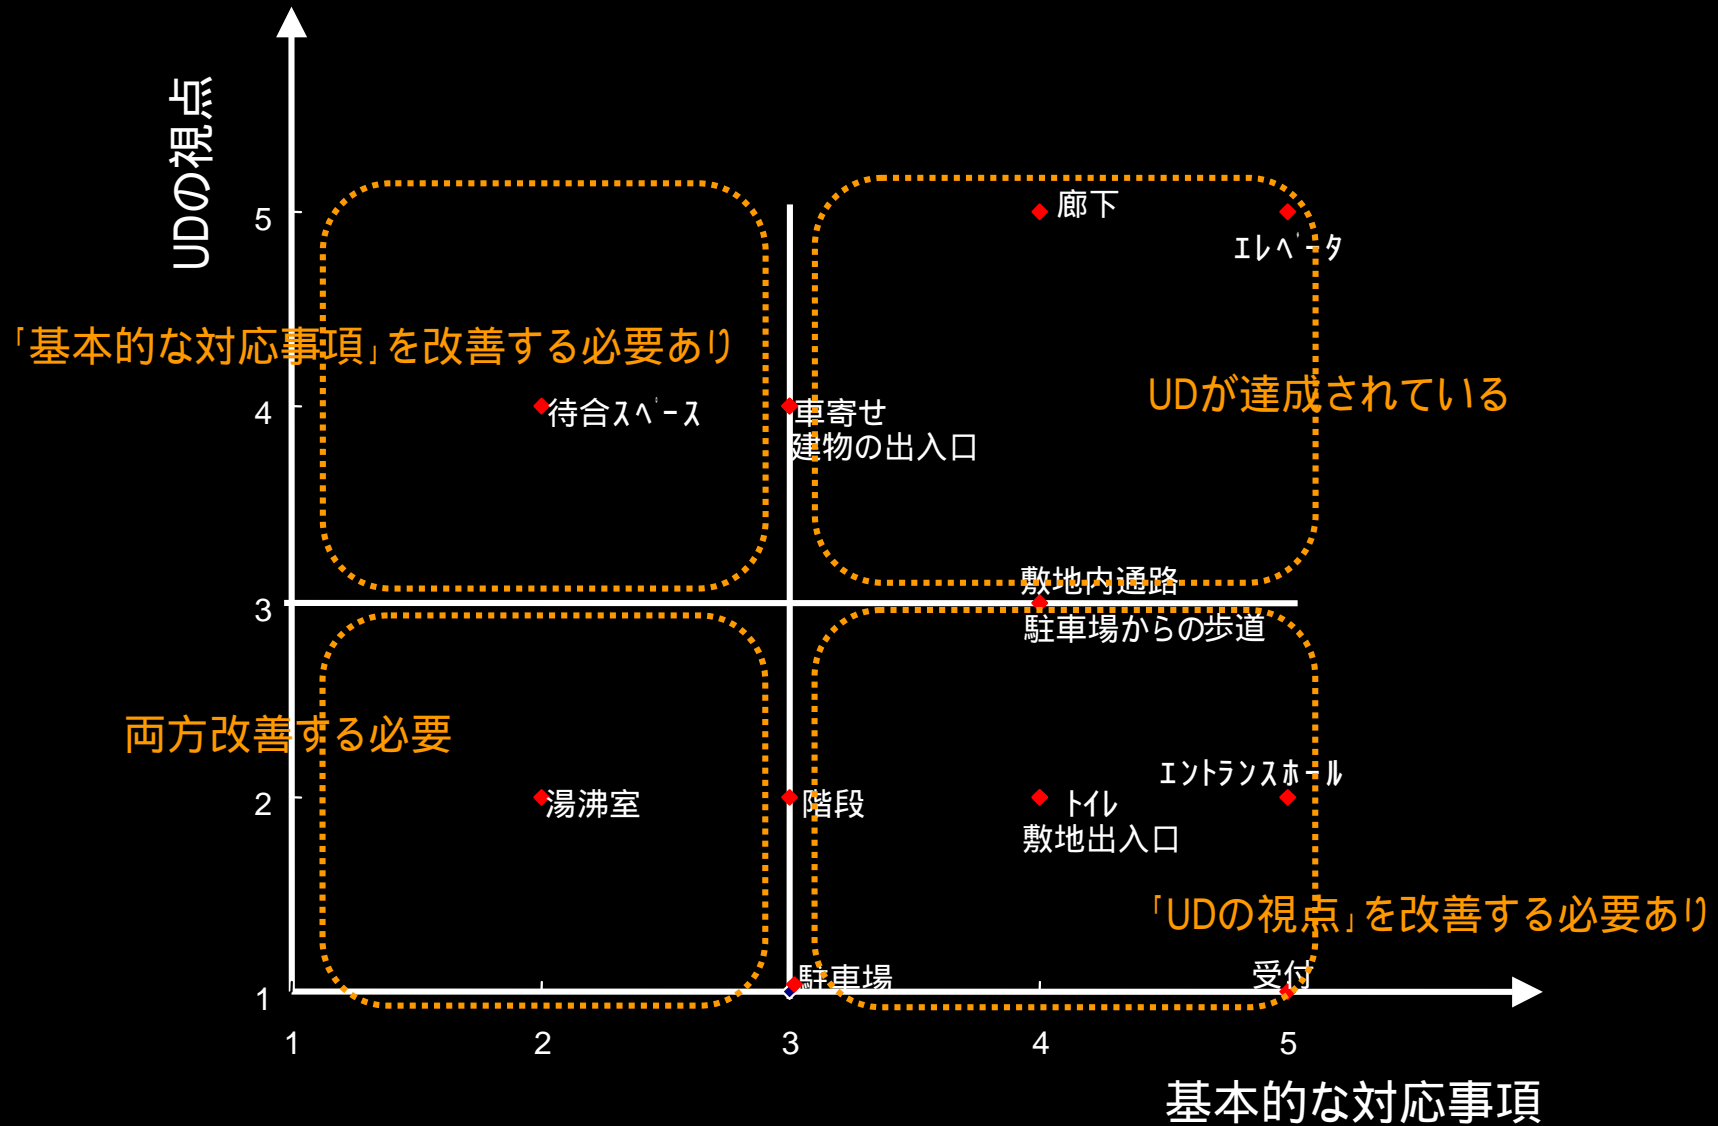 UDの視点
5
廊下
ｴﾚﾍﾞｰﾀ
「基本的な対応事項」を改善する必要あり
UDが達成されている
4
待合ｽﾍﾟｰｽ
車寄せ
建物の出入口
敷地内通路
3
駐車場からの歩道
両方改善する必要
ｴﾝﾄﾗﾝｽﾎｰﾙ
2
湯沸室
階段
ﾄｲﾚ
敷地出入口
「UDの視点」を改善する必要あり
駐車場
受付
1
1
2
3
4
5
基本的な対応事項